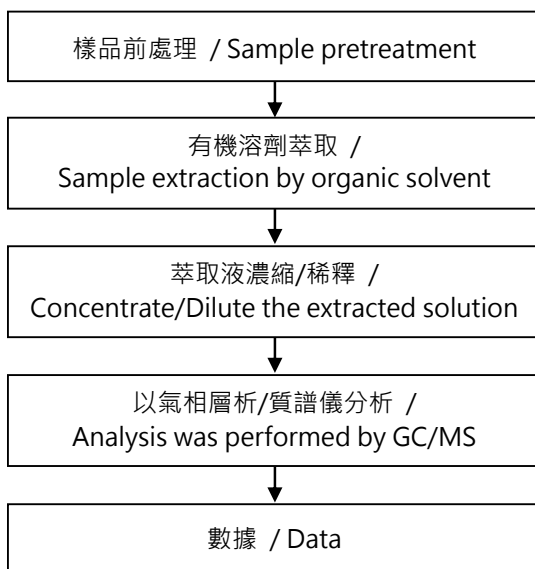 樣品前處理 / Sample pretreatment
有機溶劑萃取 /
Sample extraction by organic solvent
萃取液濃縮/稀釋 /
Concentrate/Dilute the extracted solution
以氣相層析/質譜儀分析 /
Analysis was performed by GC/MS
數據 / Data